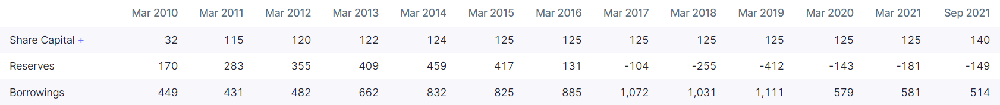 Mar 2010 Mar 2011 Mar 2012 Mar 2013 Mar 2014 Mar 2015 Mar 2016 Mar 2017 Mar 2018 Mar 2019 Mar 2020 Mar 2021 Sep 2021
Share Capital + 32 115 120 122 124 125 125 125 125 125 125 125 140
Reserves 170 283 355 409 459 417 131 -104 -255 -412 -143 -181 -149
Borrowings 449 431 482 662 832 825 885 1,072 1,031 1,111 579 581 514